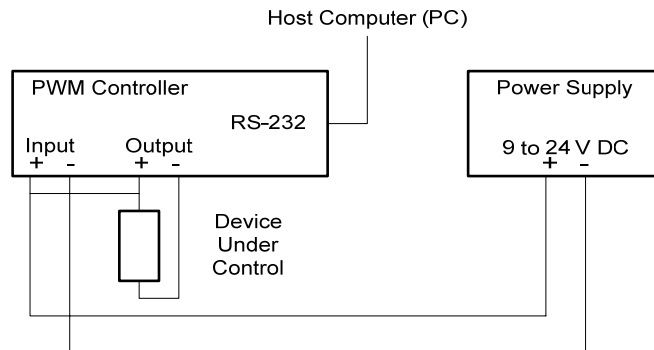 Host Computer (PC)
PWM Controller
RS-232
Input
Output
+ - + -
Power Supply
9 to 24 V DC
+ -
Device
Under
Control